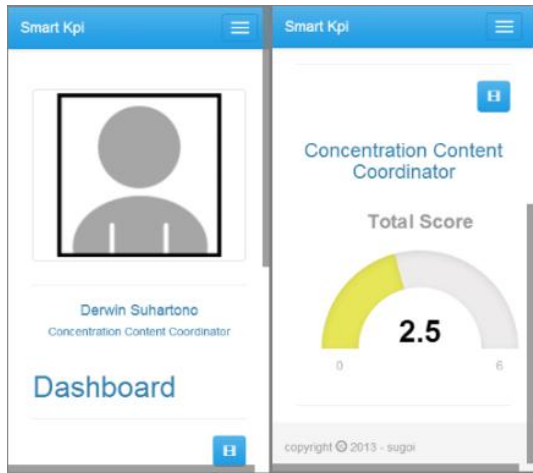 Smart Kpi
Derwin Suhartono
Concentration Content Coordinator
Dashboard
Smart Kpi
Concentration Content
Coordinator
Total Score
2.5
0
6
copyright © 2013 - sugoi